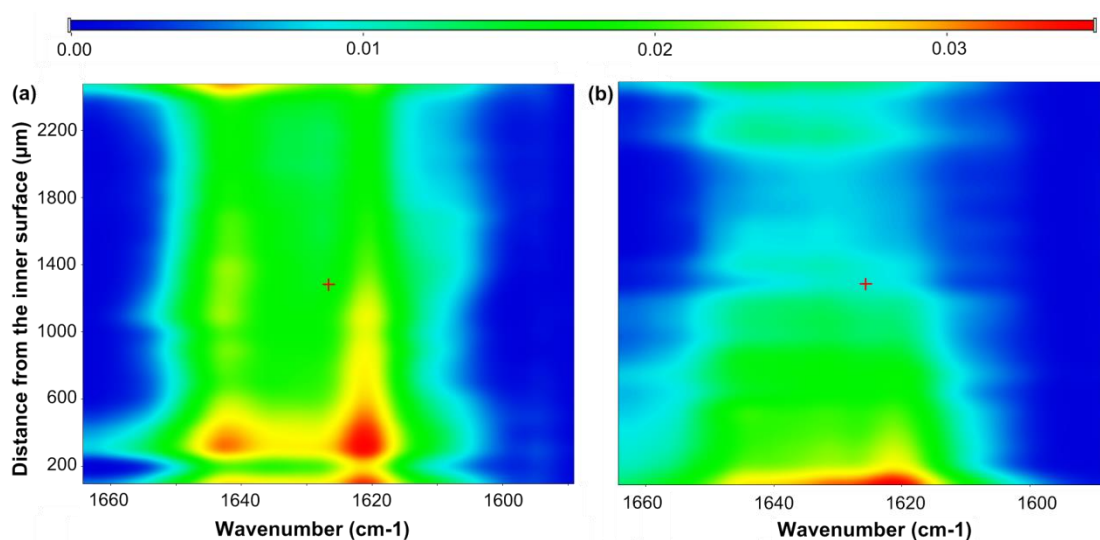 0.00 0.01 0.02 0.03
(a) (b)
Distance from the inner surface (µm)
2200
1800
1400
1000
600
200
1660 1640 1620 1600 1660 1640 1620 1600
Wavenumber (cm-1) Wavenumber (cm-1)